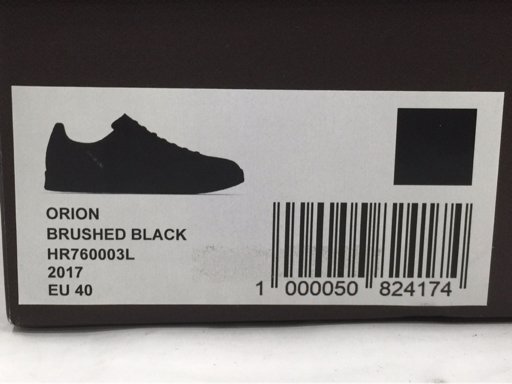 ORION
BRUSHED BLACK
HR760003L
2017
EU 40
1 000050 824174